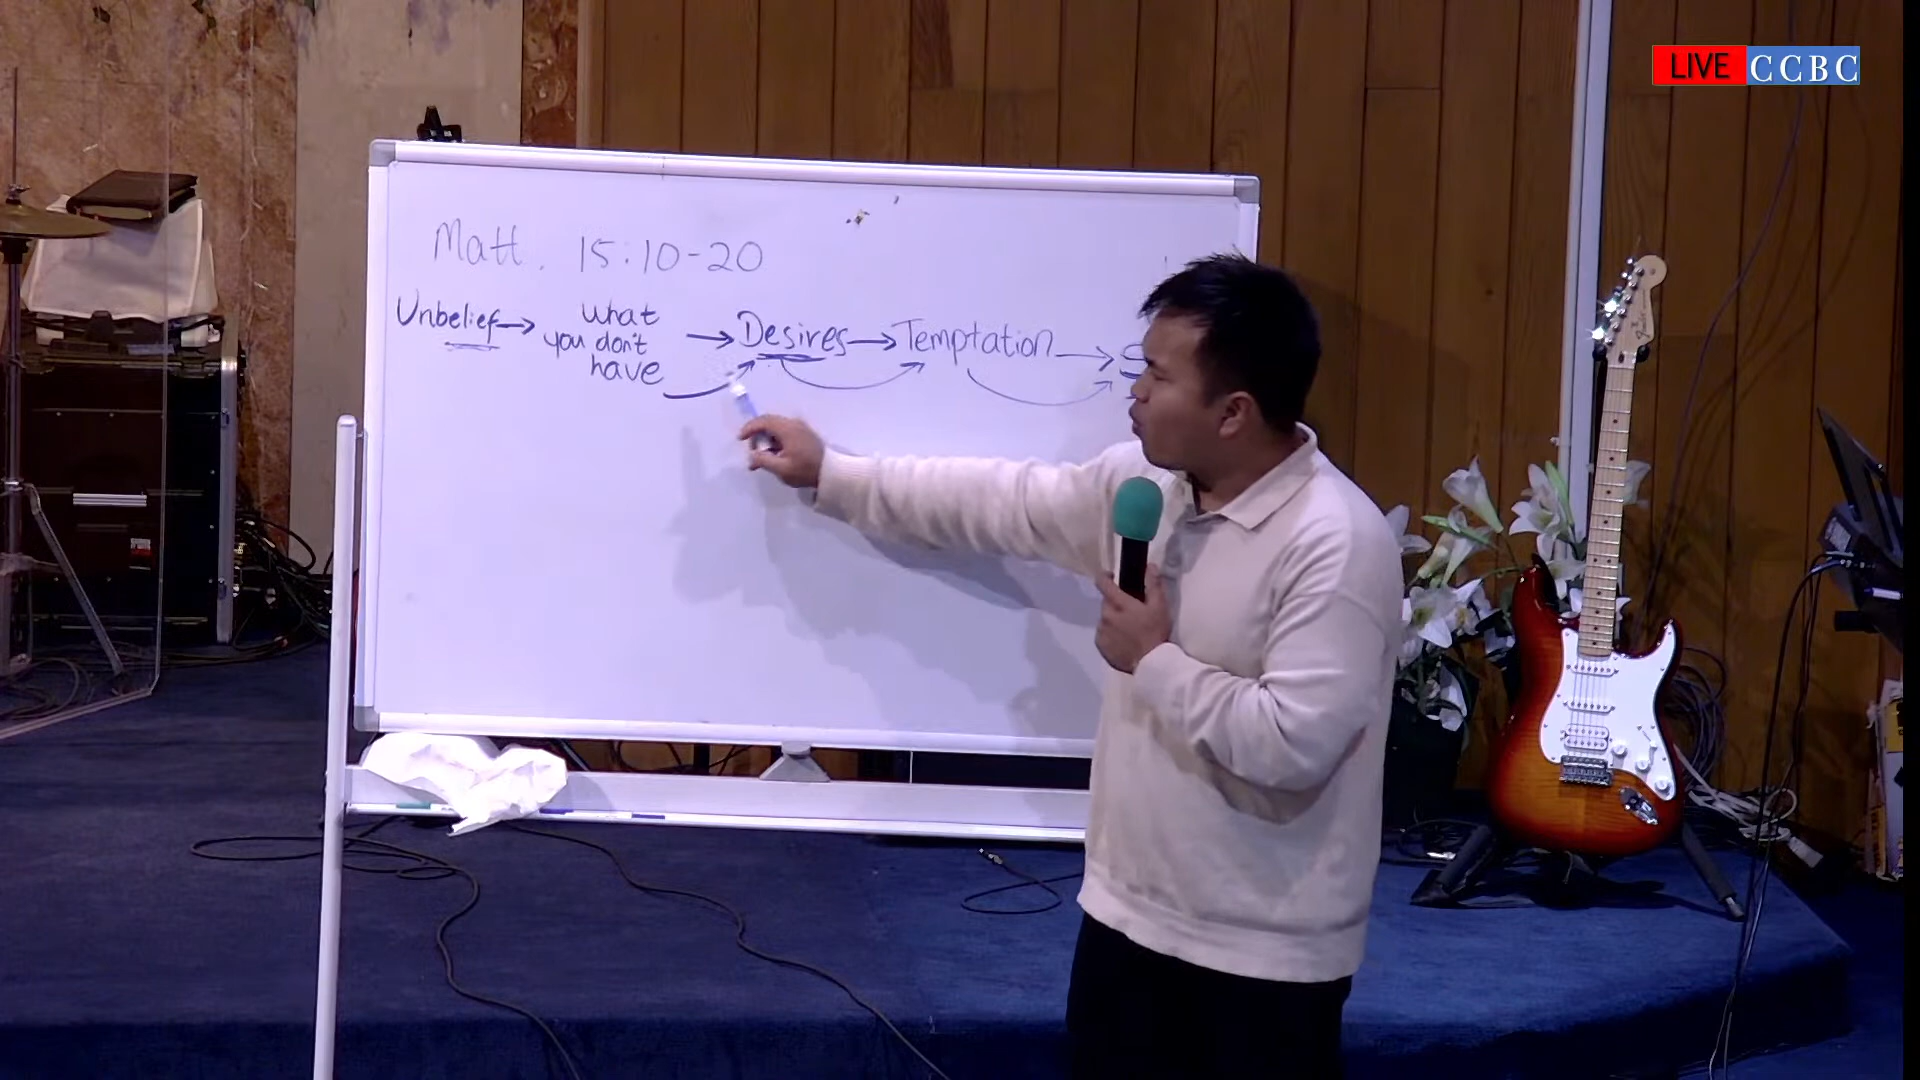 LIVE CCBC
Matt. 15:10-20
Unbelief → What you don't have → Desires → Temptation →